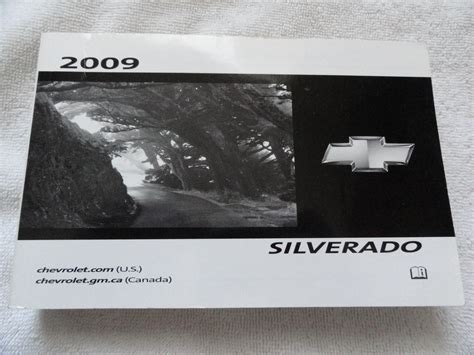 2009
SILVERADO
chevrolet.com (U.S.)
chevrolet.gm.ca (Canada)